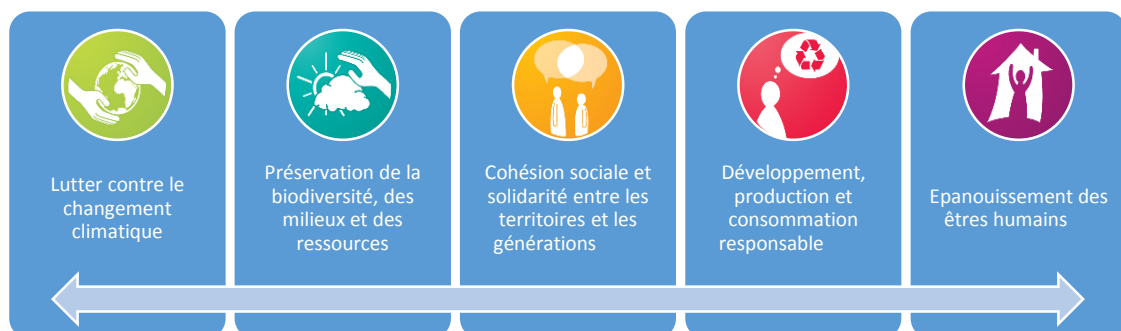 Lutter contre le
changement
climatique
Préservation de la
biodiversité, des
milieux et des
ressources
Cohésion sociale et
solidarité entre les
territoires et les
générations
Développement,
production et
consommation
responsable
Epanouissement des
êtres humains